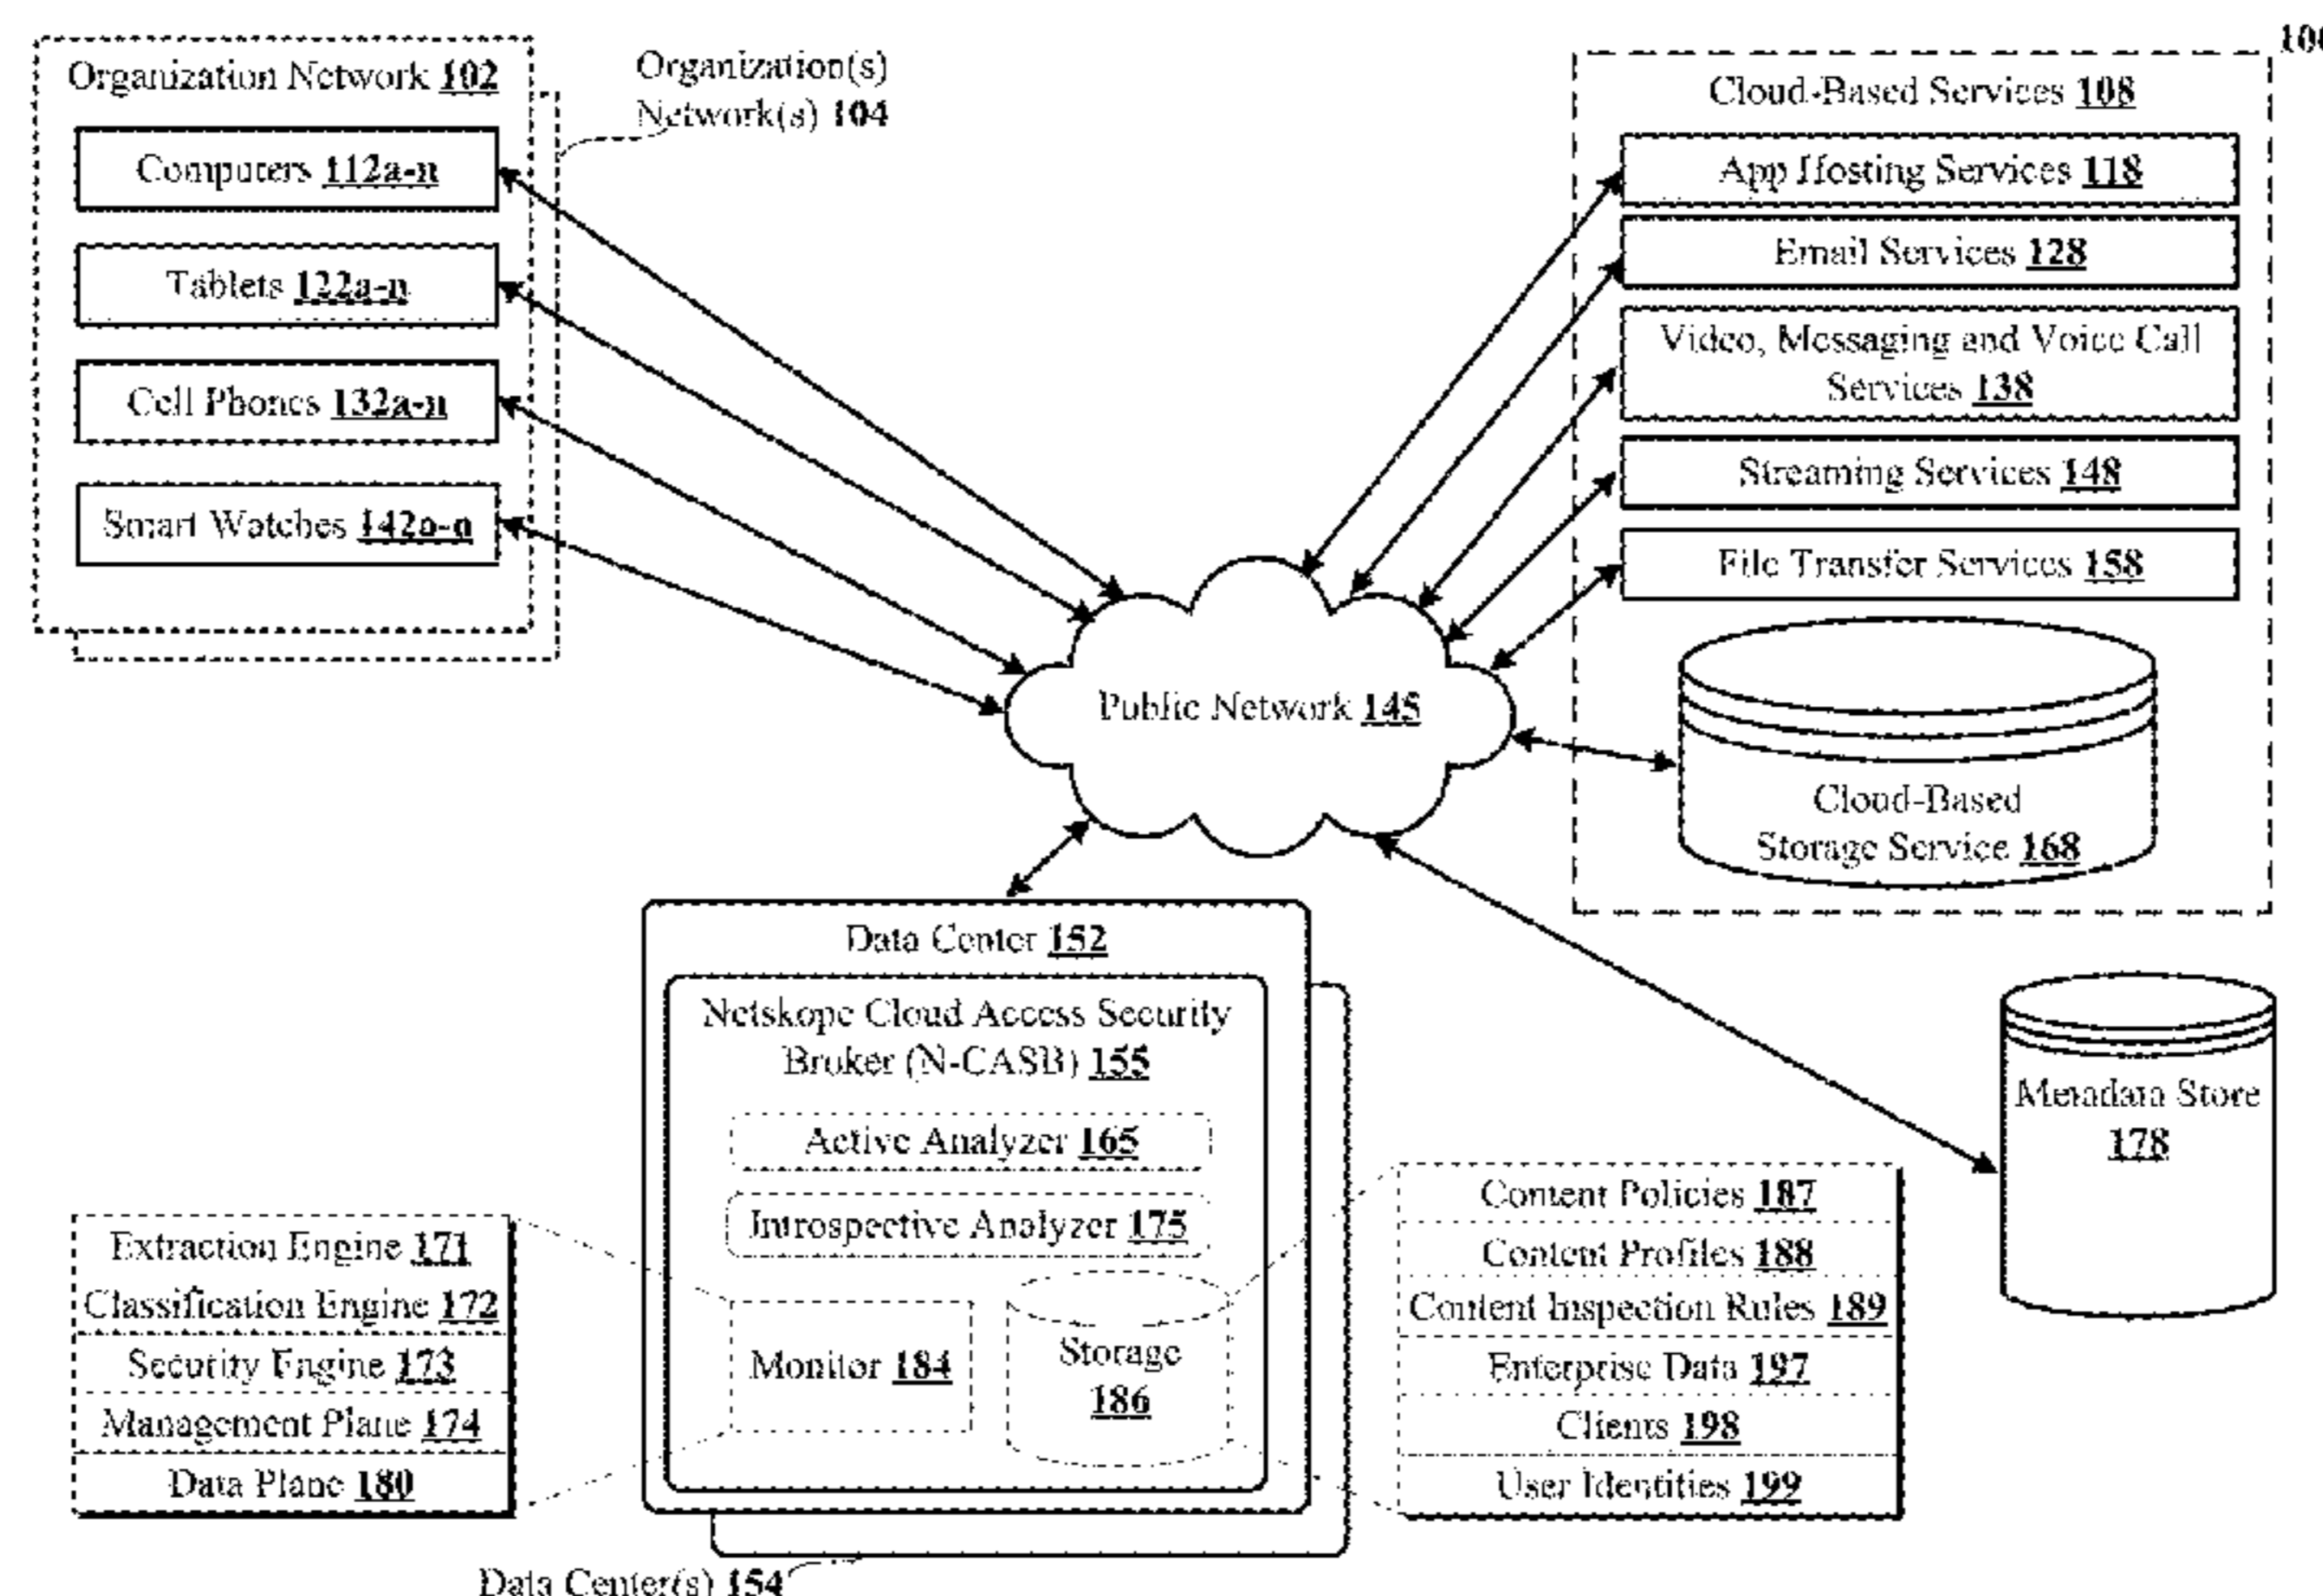 Organization Network 102
Computers 112a-n
Tablets 122a-n
Cell Phones 132a-n
Smart Watches 142a-n
Organization(s)
Network(s) 104
Cloud-Based Services 108
App Hosting Services 118
Email Services 128
Video, Messaging and Voice Call
Services 138
Streaming Services 148
File Transfer Services 158
Cloud-Based
Storage Service 168
Public Network 145
Data Center 152
Netskope Cloud Access Security
Broker (N-CASB) 155
Active Analyzer 165
Introspective Analyzer 175
Monitor 184
Storage
186
Metadata Store
178
Extraction Engine 171
Classification Engine 172
Security Engine 173
Management Plane 174
Data Plane 180
Content Policies 187
Content Profiles 188
Content Inspection Rules 189
Enterprise Data 197
Clients 198
User Identities 199
Data Center(s) 154